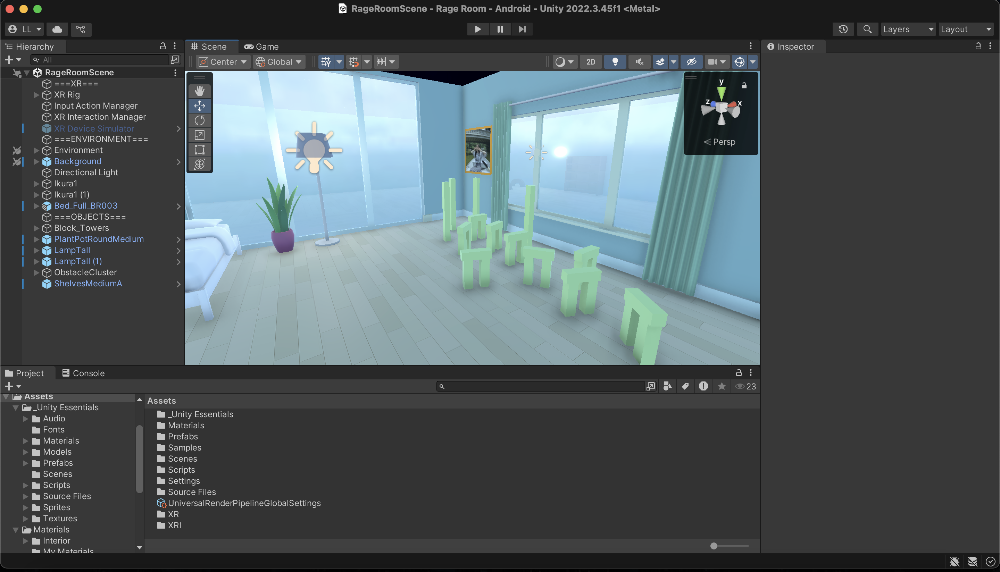 RageRoomScene - Rage Room - Android - Unity 2022.3.45f1 <Metal>
LL
Layers
Layout
Hierarchy
Scene
Game
Inspector
All
Center
Global
2D
RageRoomScene
===XR===
XR Rig
Input Action Manager
XR Interaction Manager
XR Device Simulator
===ENVIRONMENT===
Environment
Background
Directional Light
Ikura1
Ikura1 (1)
Bed_Full_BR003
===OBJECTS===
Block_Towers
PlantPotRoundMedium
LampTall
LampTall (1)
ObstacleCluster
ShelvesMediumA
y
z
x
Persp
Project
Console
23
Assets
_Unity Essentials
Audio
Fonts
Materials
Models
Prefabs
Scenes
Scripts
Source Files
Sprites
Textures
Materials
Interior
My Materials
Assets
_Unity Essentials
Materials
Prefabs
Samples
Scenes
Scripts
Settings
Source Files
UniversalRenderPipelineGlobalSettings
XR
XRI